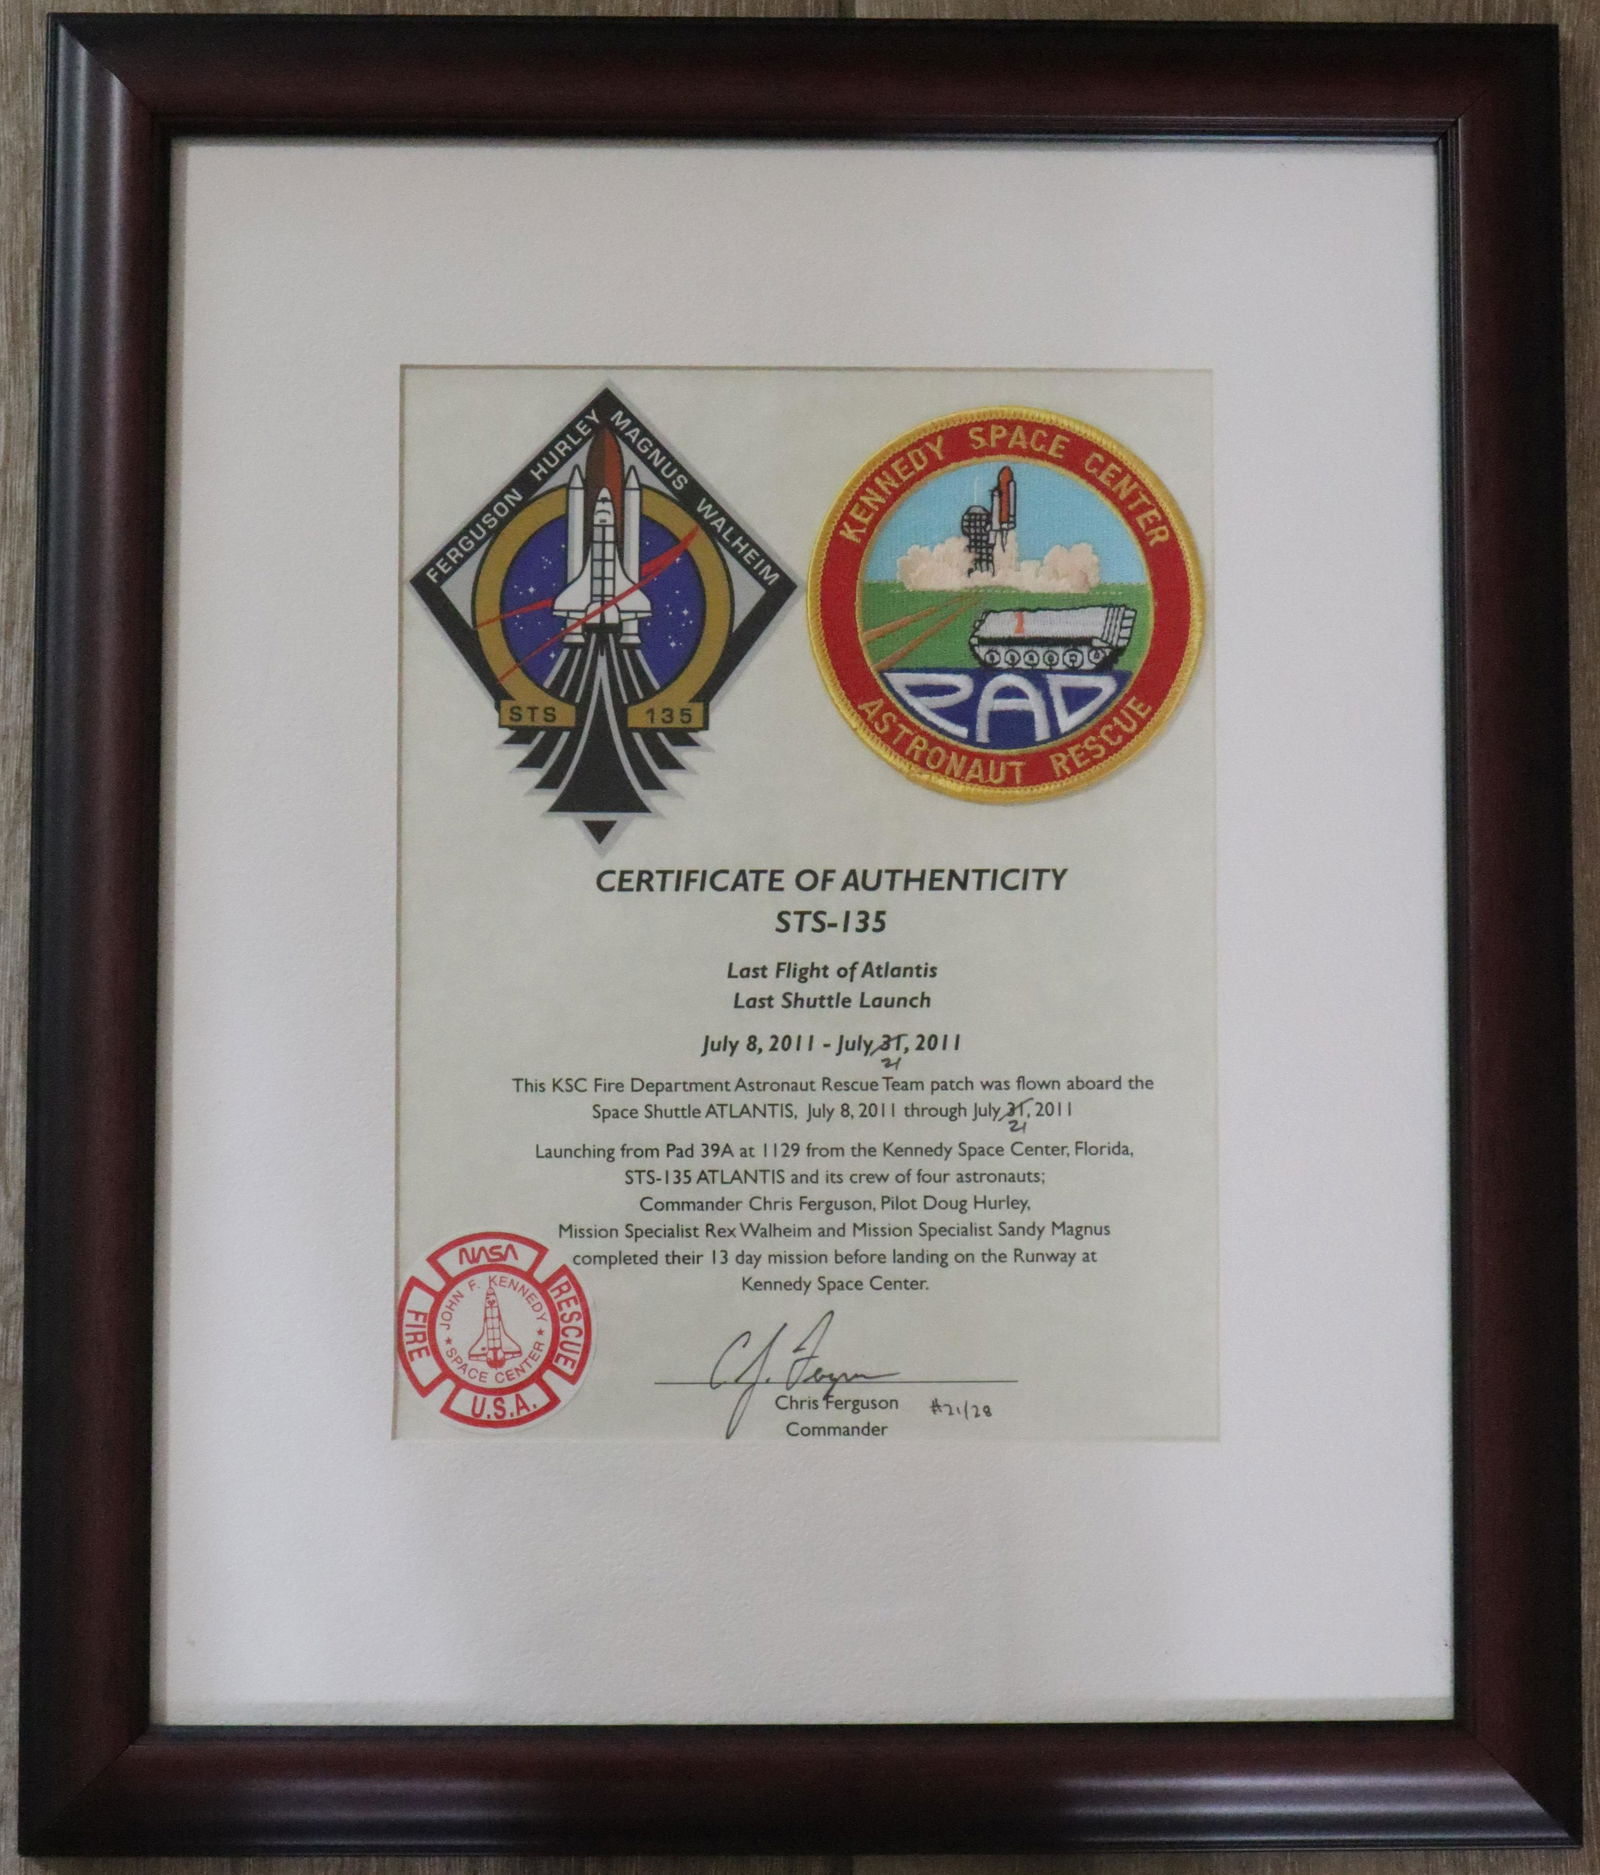 FERGUSON HURLEY MAGNUS WALHEIM
STS 135
KENNEDY SPACE CENTER
PAD
ASTRONAUT RESCUE
CERTIFICATE OF AUTHENTICITY
STS-135
Last Flight of Atlantis
Last Shuttle Launch
July 8, 2011 - July 31, 2011
21
This KSC Fire Department Astronaut Rescue Team patch was flown aboard the
Space Shuttle ATLANTIS, July 8, 2011 through July 31, 2011
21
Launching from Pad 39A at 1129 from the Kennedy Space Center, Florida,
STS-135 ATLANTIS and its crew of four astronauts;
Commander Chris Ferguson, Pilot Doug Hurley,
Mission Specialist Rex Walheim and Mission Specialist Sandy Magnus
completed their 13 day mission before landing on the Runway at
Kennedy Space Center.
NASA
FIRE
RESCUE
U.S.A.
JOHN F. KENNEDY
SPACE CENTER
C J. Ferguson
Chris Ferguson #21/28
Commander